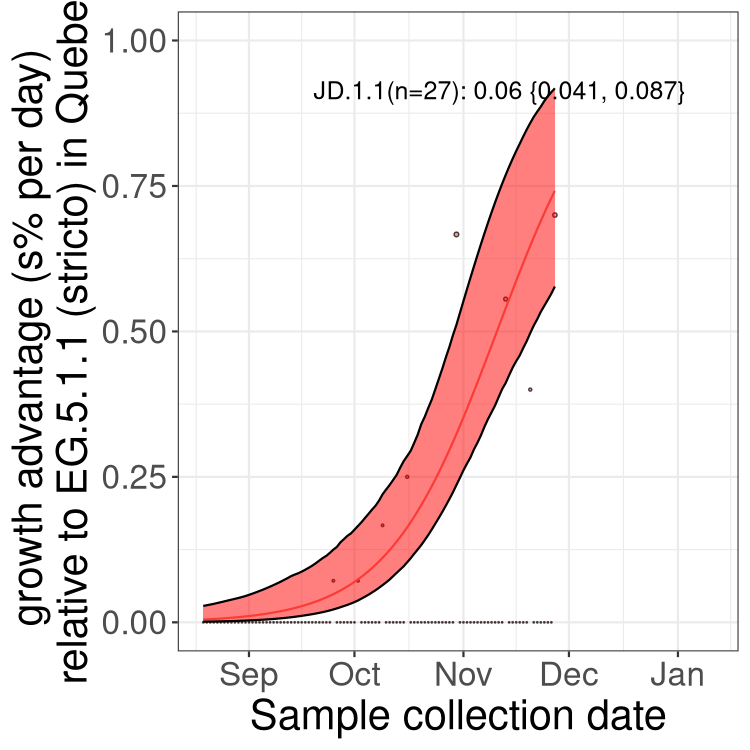 growth advantage (s% per day)
relative to EG.5.1.1 (stricto) in Quebe
1.00
0.75
0.50
0.25
0.00
JD.1.1(n=27): 0.06 {0.041, 0.087}
Sep Oct Nov Dec Jan
Sample collection date